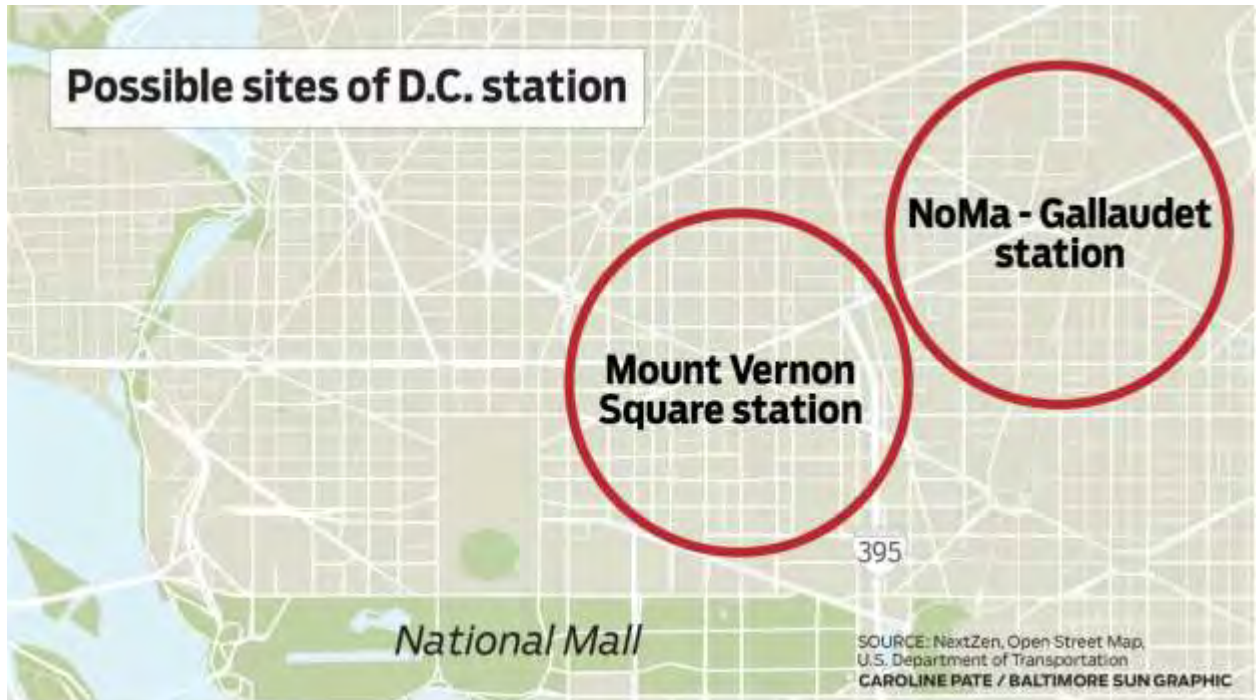 Possible sites of D.C. station
NoMa - Gallaudet
station
Mount Vernon
Square station
395
National Mall
SOURCE: NextZen, Open Street Map,
U.S. Department of Transportation
CAROLINE PATE / BALTIMORE SUN GRAPHIC